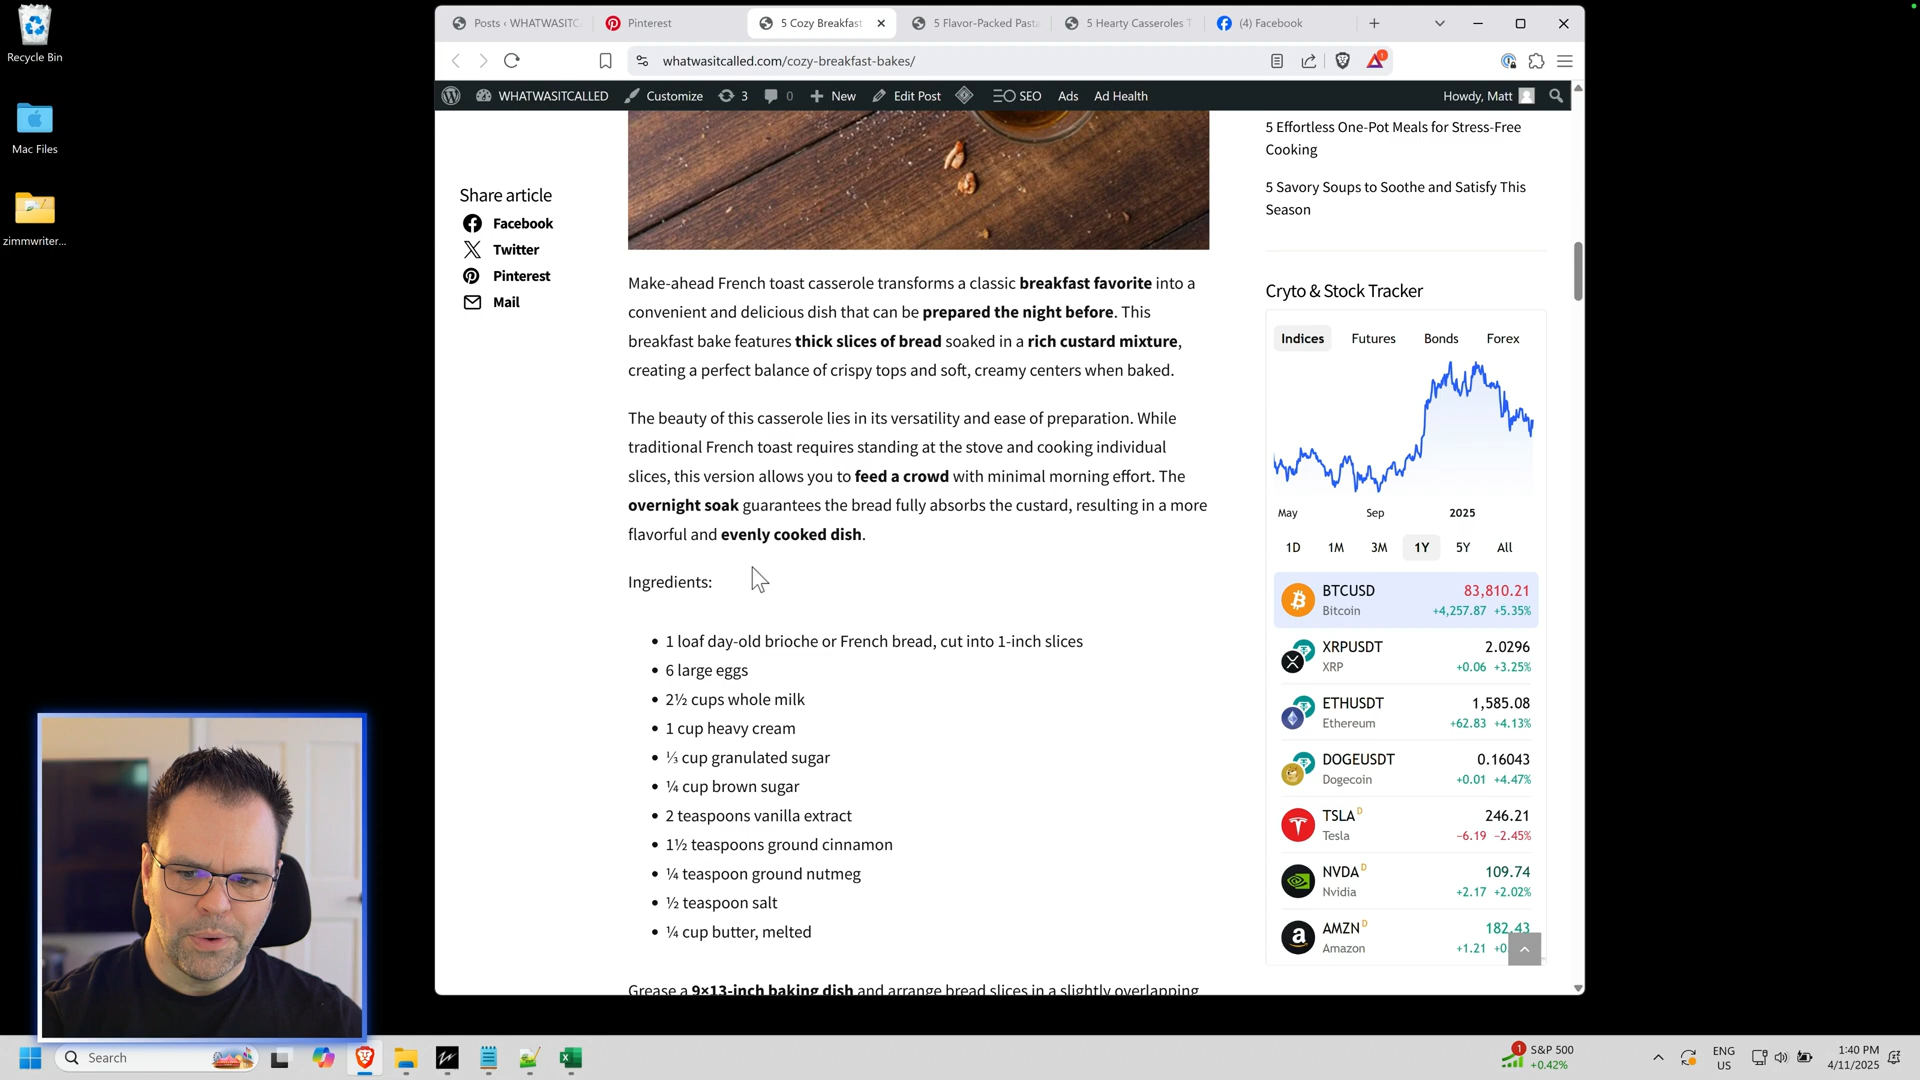 Recycle Bin
Mac Files
zimmwriter...
Posts ‹ WHATWASITC
Pinterest
5 Cozy Breakfast
5 Flavor-Packed Pasta
5 Hearty Casseroles T
(4) Facebook
whatwasitcalled.com/cozy-breakfast-bakes/
1
WHATWASITCALLED
Customize
3
0
New
Edit Post
SEO
Ads
Ad Health
Howdy, Matt
Share article
Facebook
Twitter
Pinterest
Mail
Make-ahead French toast casserole transforms a classic breakfast favorite into a
convenient and delicious dish that can be prepared the night before. This
breakfast bake features thick slices of bread soaked in a rich custard mixture,
creating a perfect balance of crispy tops and soft, creamy centers when baked.
The beauty of this casserole lies in its versatility and ease of preparation. While
traditional French toast requires standing at the stove and cooking individual
slices, this version allows you to feed a crowd with minimal morning effort. The
overnight soak guarantees the bread fully absorbs the custard, resulting in a more
flavorful and evenly cooked dish.
Ingredients:
• 1 loaf day-old brioche or French bread, cut into 1-inch slices
• 6 large eggs
• 2½ cups whole milk
• 1 cup heavy cream
• ⅓ cup granulated sugar
• ¼ cup brown sugar
• 2 teaspoons vanilla extract
• 1½ teaspoons ground cinnamon
• ¼ teaspoon ground nutmeg
• ½ teaspoon salt
• ¼ cup butter, melted
Grease a 9×13-inch baking dish and arrange bread slices in a slightly overlapping
5 Effortless One-Pot Meals for Stress-Free
Cooking
5 Savory Soups to Soothe and Satisfy This
Season
Cryto & Stock Tracker
Indices Futures Bonds Forex
May Sep 2025
1D 1M 3M 1Y 5Y All
BTCUSD 83,810.21
Bitcoin +4,257.87 +5.35%
XRPUSDT 2.0296
XRP +0.06 +3.25%
ETHUSDT 1,585.08
Ethereum +62.83 +4.13%
DOGEUSDT 0.16043
Dogecoin +0.01 +4.47%
TSLA D 246.21
Tesla −6.19 −2.45%
NVDA D 109.74
Nvidia +2.17 +2.02%
AMZN D 182.43
Amazon +1.21
Search
1
S&P 500
+0.42%
ENG
US
1:40 PM
4/11/2025